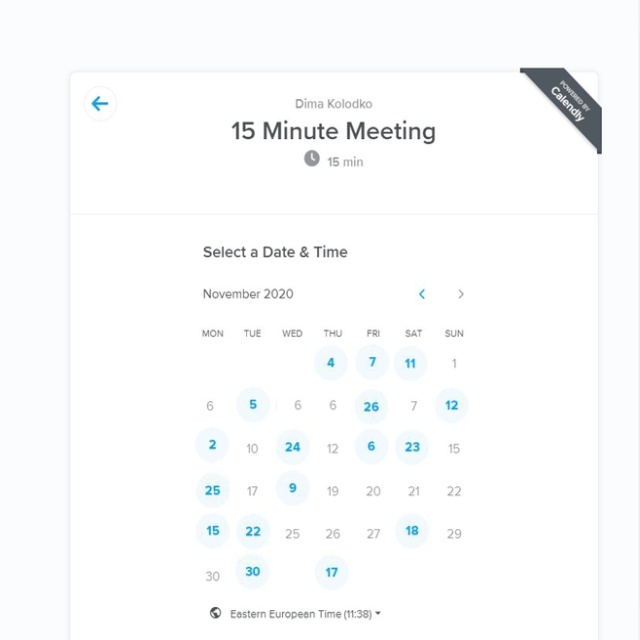 POWERED BY
Calendly
Dima Kolodko
15 Minute Meeting
15 min
Select a Date & Time
November 2020
MON TUE WED THU FRI SAT SUN
4 7 11 1
6 5 6 6 26 7 12
2 10 24 12 6 23 15
25 17 9 19 20 21 22
15 22 25 26 27 18 29
30 30 17
Eastern European Time (11:38)